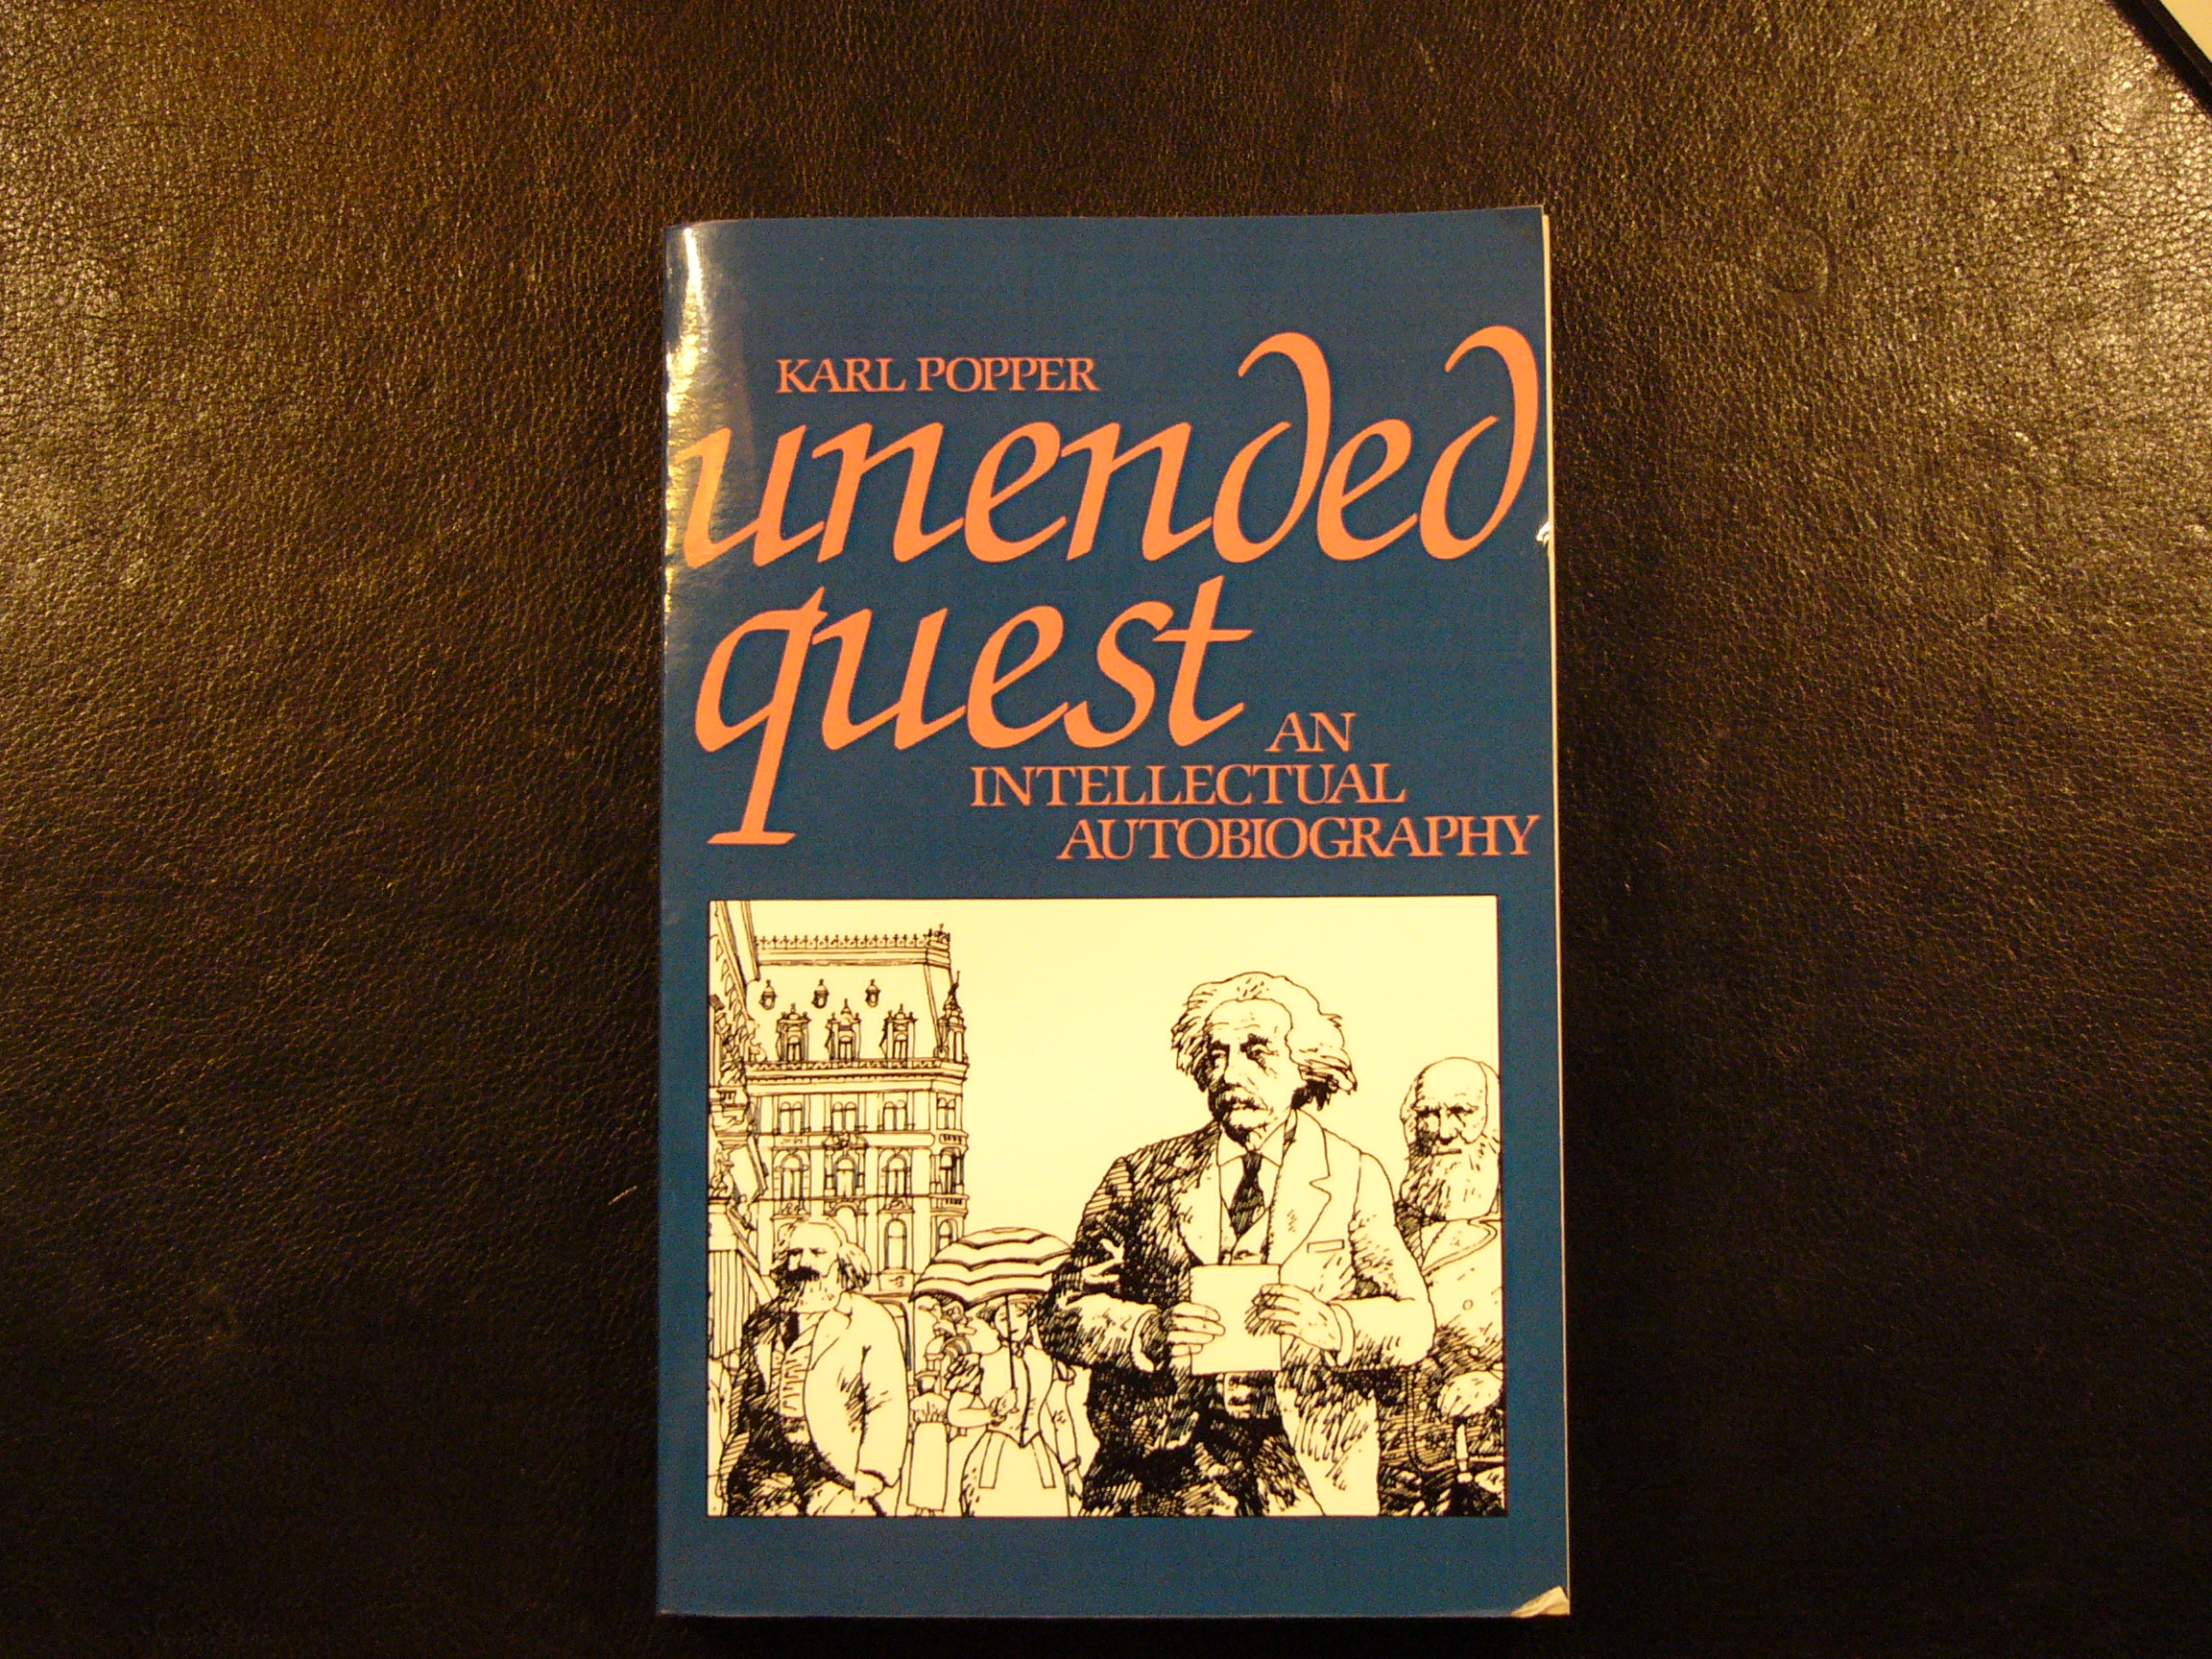 KARL POPPER
unended
quest
AN
INTELLECTUAL
AUTOBIOGRAPHY